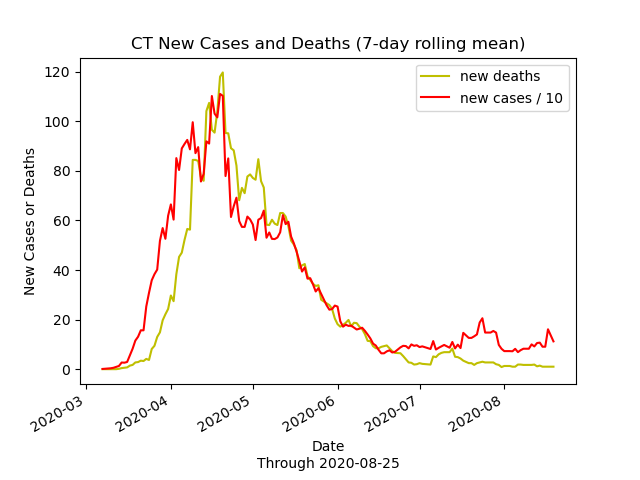 CT New Cases and Deaths (7-day rolling mean)
new deaths
new cases / 10
New Cases or Deaths
120
100
80
60
40
20
0
2020-03
2020-04
2020-05
2020-06
2020-07
2020-08
Date
Through 2020-08-25